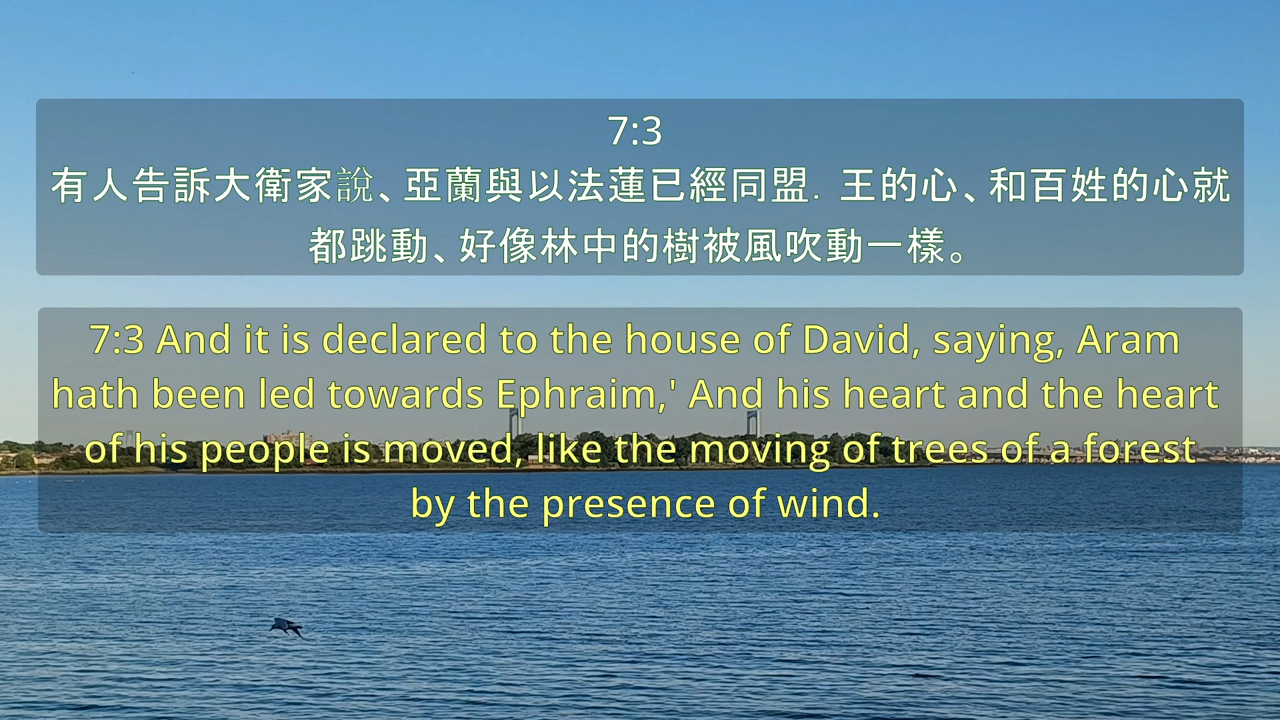 7:3
有人告訴大衛家說、亞蘭與以法蓮已經同盟．王的心、和百姓的心就
都跳動、好像林中的樹被風吹動一樣。
7:3 And it is declared to the house of David, saying, Aram
hath been led towards Ephraim,' And his heart and the heart
of his people is moved, like the moving of trees of a forest
by the presence of wind.